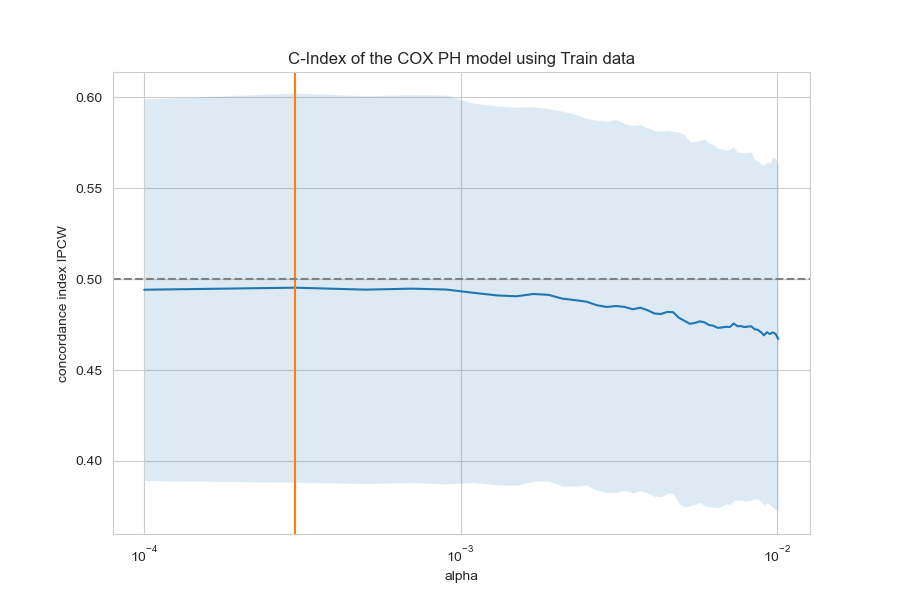 C-Index of the COX PH model using Train data
concordance index IPCW
0.60
0.55
0.50
0.45
0.40
10⁻⁴
10⁻³
10⁻²
alpha